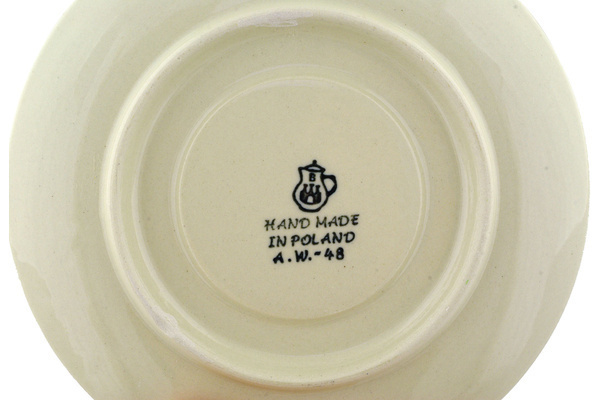 B
HAND MADE
IN POLAND
A.W.-48